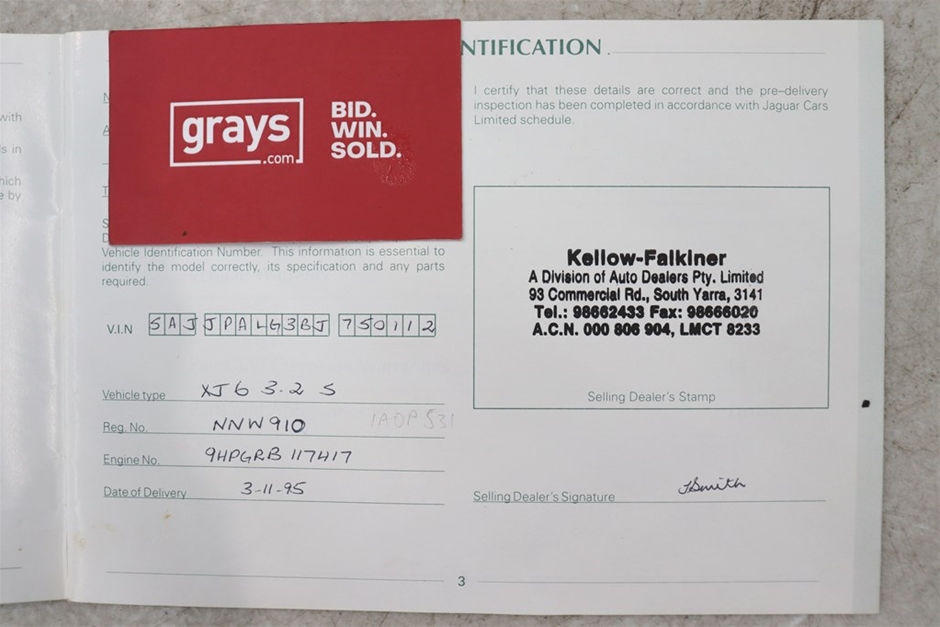 with
ls in
hich
e by
NTIFICATION
grays
.com
BID.
WIN.
SOLD.
N
A
T
S
D
Vehicle Identification Number. This information is essential to
identify the model correctly, its specification and any parts
required.
V.I.N SAJ JPALG3BJ 750112
Vehicle type XJ6 3.2 S
Reg. No. NNW910
Engine No. 9HPGRB 117417
Date of Delivery 3-11-95
I certify that these details are correct and the pre-delivery
inspection has been completed in accordance with Jaguar Cars
Limited schedule.
Kellow-Falkiner
A Division of Auto Dealers Pty. Limited
93 Commercial Rd., South Yarra, 3141
Tel.: 98662433 Fax: 98666020
A.C.N. 000 806 904, LMCT 8233
Selling Dealer's Stamp
Selling Dealer's Signature JSmith
3